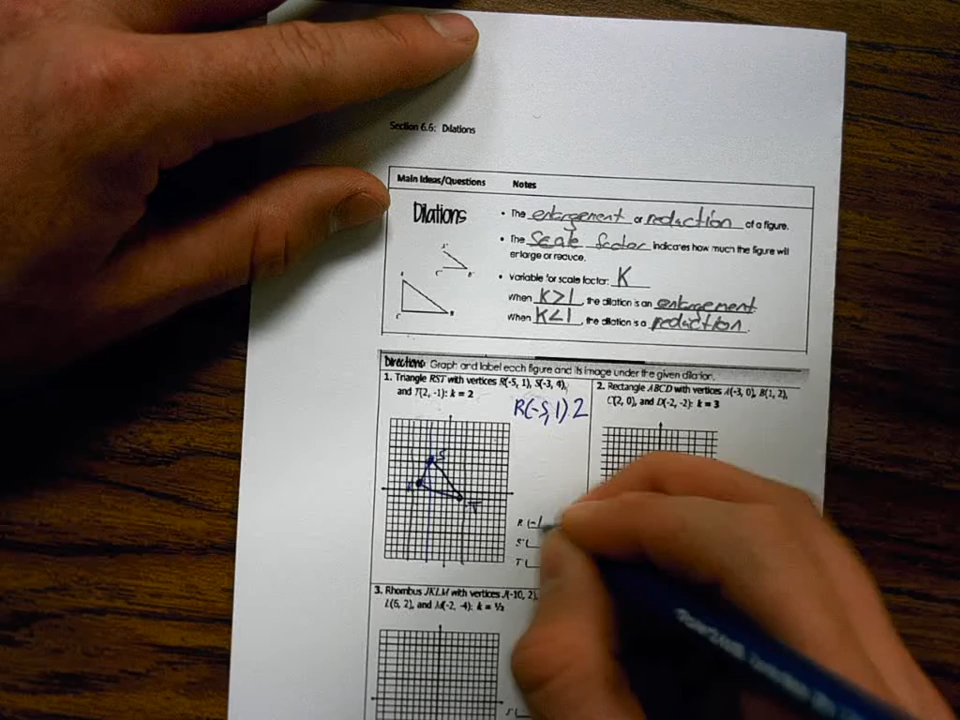 Section 6.6: Dilations
Main Ideas/Questions Notes
Dilations
• The enlargement or reduction of a figure.
• The Scale factor indicates how much the figure will
enlarge or reduce.
• Variable for scale factor: K
When K>1, the dilation is an enlargement
When K<1, the dilation is a reduction.
Directions: Graph and label each figure and its image under the given dilation.
1. Triangle RST with vertices R(-5, 1), S(-3, 4),
and T(2, -1): k = 2
R(-5, 1) 2
S
T
R'(-1
S'(
T'(
2. Rectangle ABCD with vertices A(-3, 0), B(1, 2),
C(2, 0), and D(-2, -2): k = 3
3. Rhombus JKLM with vertices J(-10, 2),
L(6, 2), and M(-2, -4): k = ½